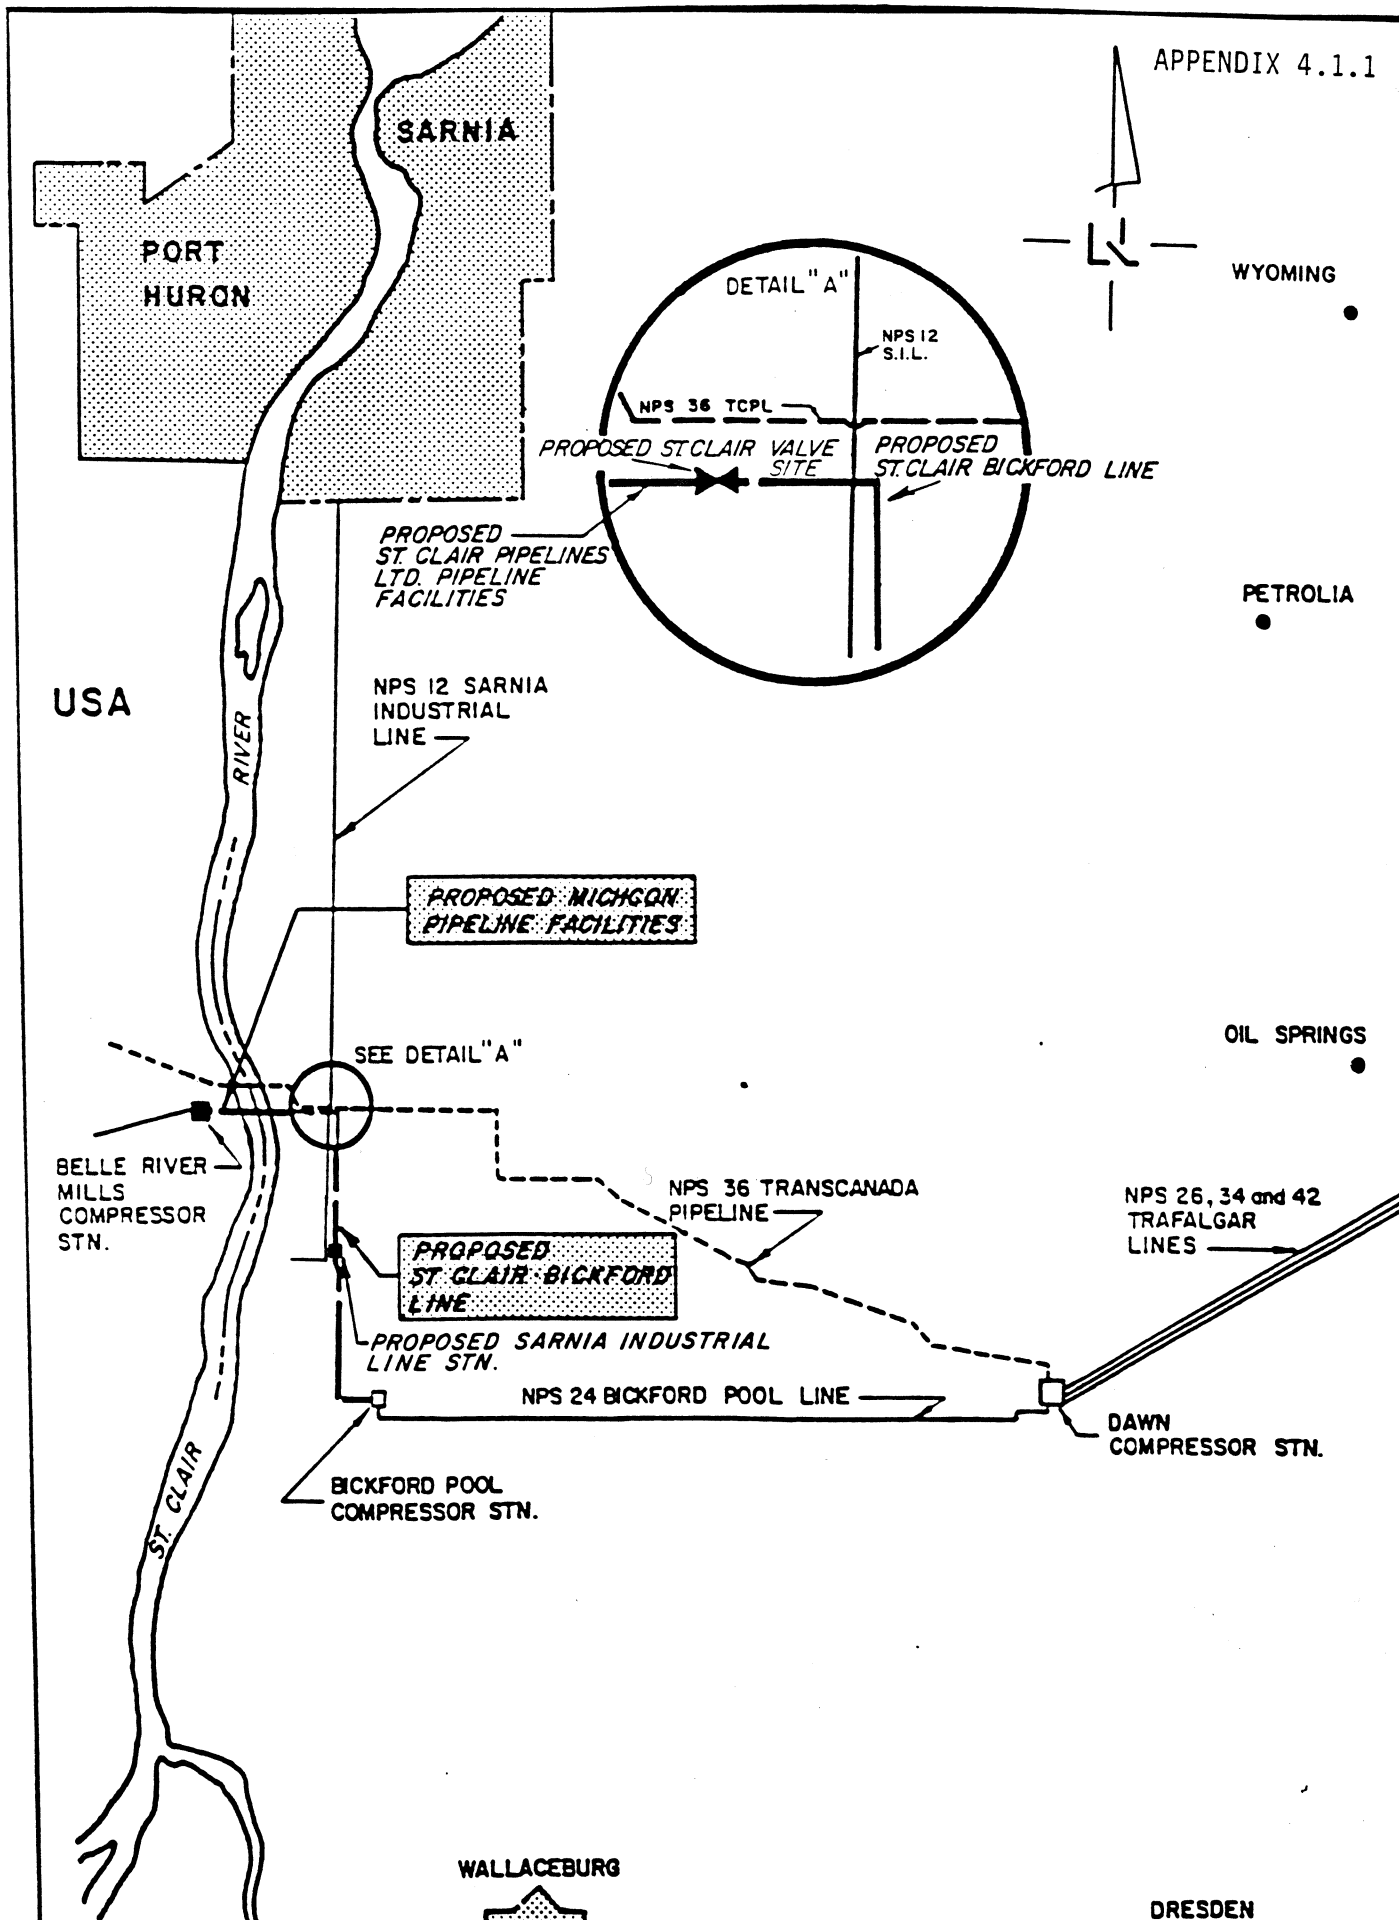 APPENDIX 4.1.1
SARNIA
PORT
HURON
WYOMING
DETAIL "A"
NPS 12
S.I.L.
NPS 36 TCPL
PROPOSED ST.CLAIR VALVE
SITE
PROPOSED
ST.CLAIR BICKFORD LINE
PROPOSED
ST. CLAIR PIPELINES
LTD. PIPELINE
FACILITIES
PETROLIA
USA
NPS 12 SARNIA
INDUSTRIAL
LINE
RIVER
PROPOSED MICHCON
PIPELINE FACILITIES
OIL SPRINGS
SEE DETAIL "A"
BELLE RIVER
MILLS
COMPRESSOR
STN.
NPS 36 TRANSCANADA
PIPELINE
NPS 26, 34 and 42
TRAFALGAR
LINES
PROPOSED
ST CLAIR BICKFORD
LINE
PROPOSED SARNIA INDUSTRIAL
LINE STN.
NPS 24 BICKFORD POOL LINE
DAWN
COMPRESSOR STN.
BICKFORD POOL
COMPRESSOR STN.
ST. CLAIR
WALLACEBURG
DRESDEN